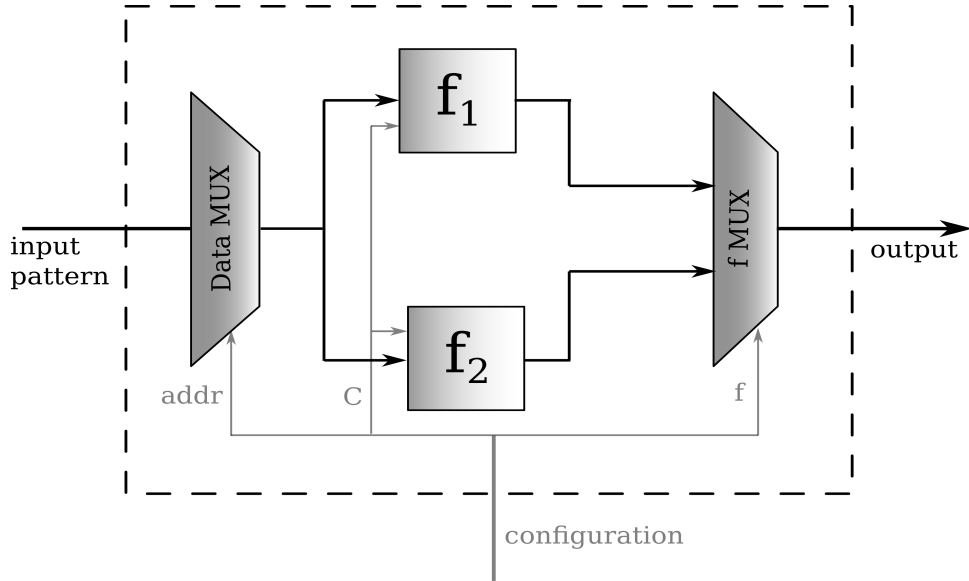 f1
Data MUX
f MUX
input
pattern
output
f2
addr
C
f
configuration